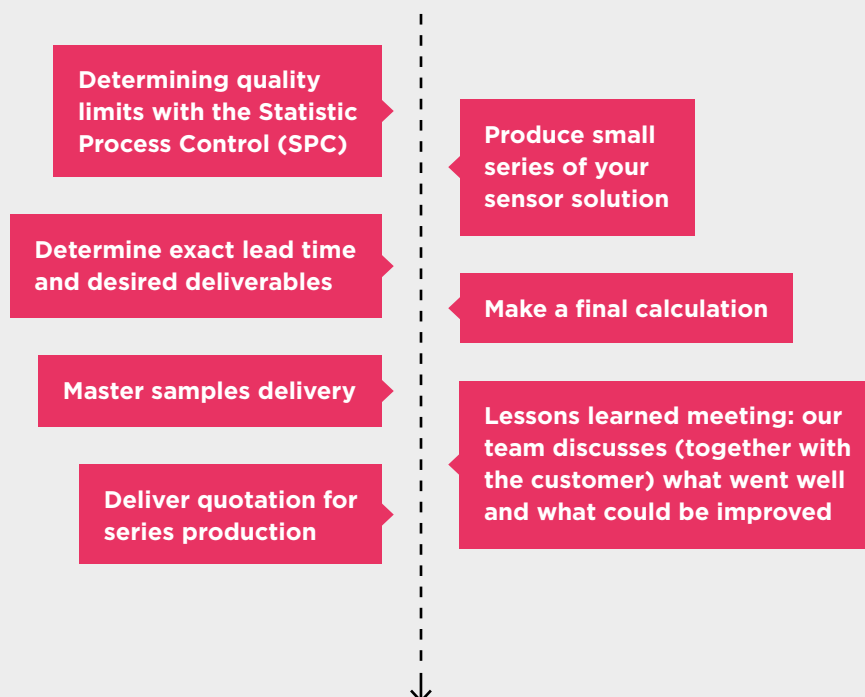 Determining quality
limits with the Statistic
Process Control (SPC)
Produce small
series of your
sensor solution
Determine exact lead time
and desired deliverables
Make a final calculation
Master samples delivery
Lessons learned meeting: our
team discusses (together with
the customer) what went well
and what could be improved
Deliver quotation for
series production